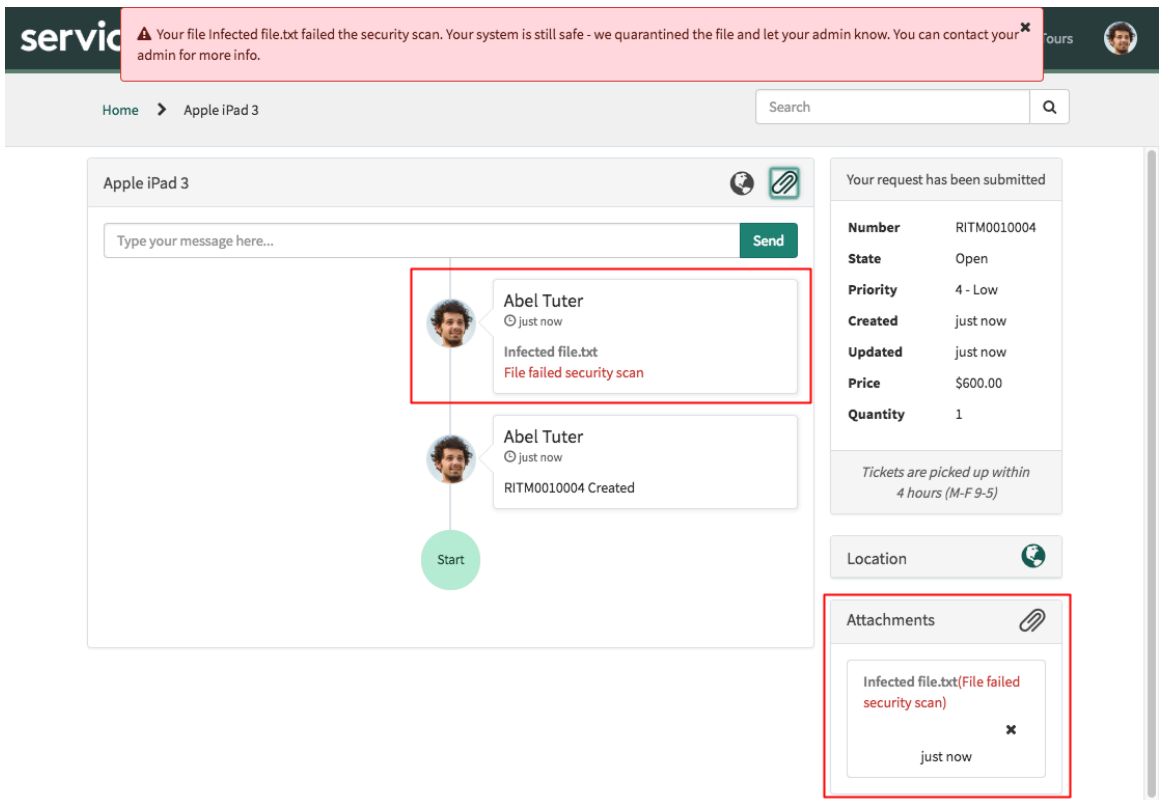 servic
Your file Infected file.txt failed the security scan. Your system is still safe - we quarantined the file and let your admin know. You can contact your
admin for more info.
Tours
Home
Apple iPad 3
Search
Apple iPad 3
Type your message here...
Send
Abel Tuter
just now
Infected file.txt
File failed security scan
Abel Tuter
just now
RITM0010004 Created
Start
Your request has been submitted
Number RITM0010004
State Open
Priority 4 - Low
Created just now
Updated just now
Price $600.00
Quantity 1
Tickets are picked up within
4 hours (M-F 9-5)
Location
Attachments
Infected file.txt(File failed
security scan)
just now